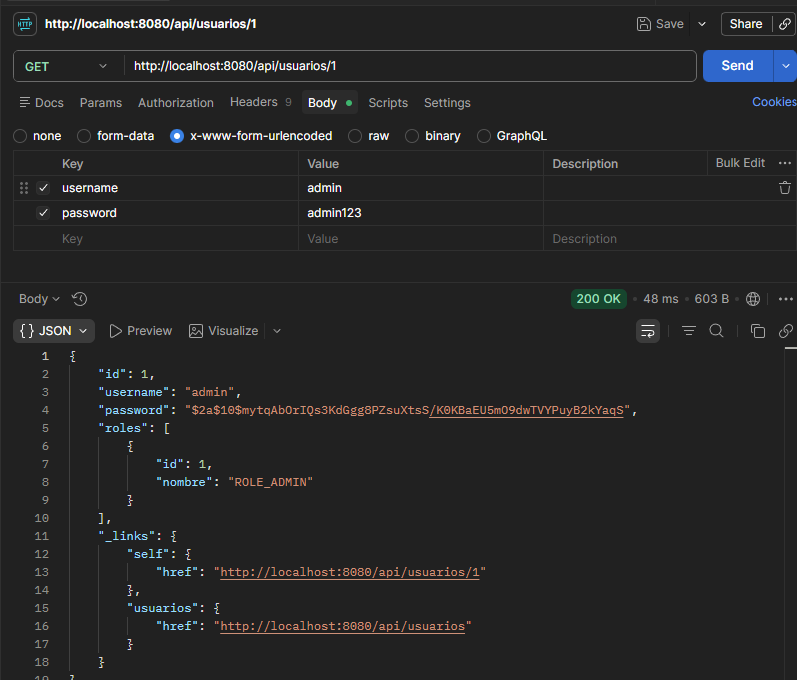 HTTP http://localhost:8080/api/usuarios/1 Save Share
GET http://localhost:8080/api/usuarios/1 Send
Docs Params Authorization Headers 9 Body Scripts Settings Cookies
none form-data x-www-form-urlencoded raw binary GraphQL
Key Value Description Bulk Edit
username admin
password admin123
Key Value Description
Body 200 OK 48 ms 603 B
{} JSON Preview Visualize
1 {
2 "id": 1,
3 "username": "admin",
4 "password": "$2a$10$mytqAbOrIQs3KdGgg8PZsuXtsS/K0KBaEU5mO9dwTVYPuyB2kYaqS",
5 "roles": [
6 {
7 "id": 1,
8 "nombre": "ROLE_ADMIN"
9 }
10 ],
11 "_links": {
12 "self": {
13 "href": "http://localhost:8080/api/usuarios/1"
14 },
15 "usuarios": {
16 "href": "http://localhost:8080/api/usuarios"
17 }
18 }
19 }